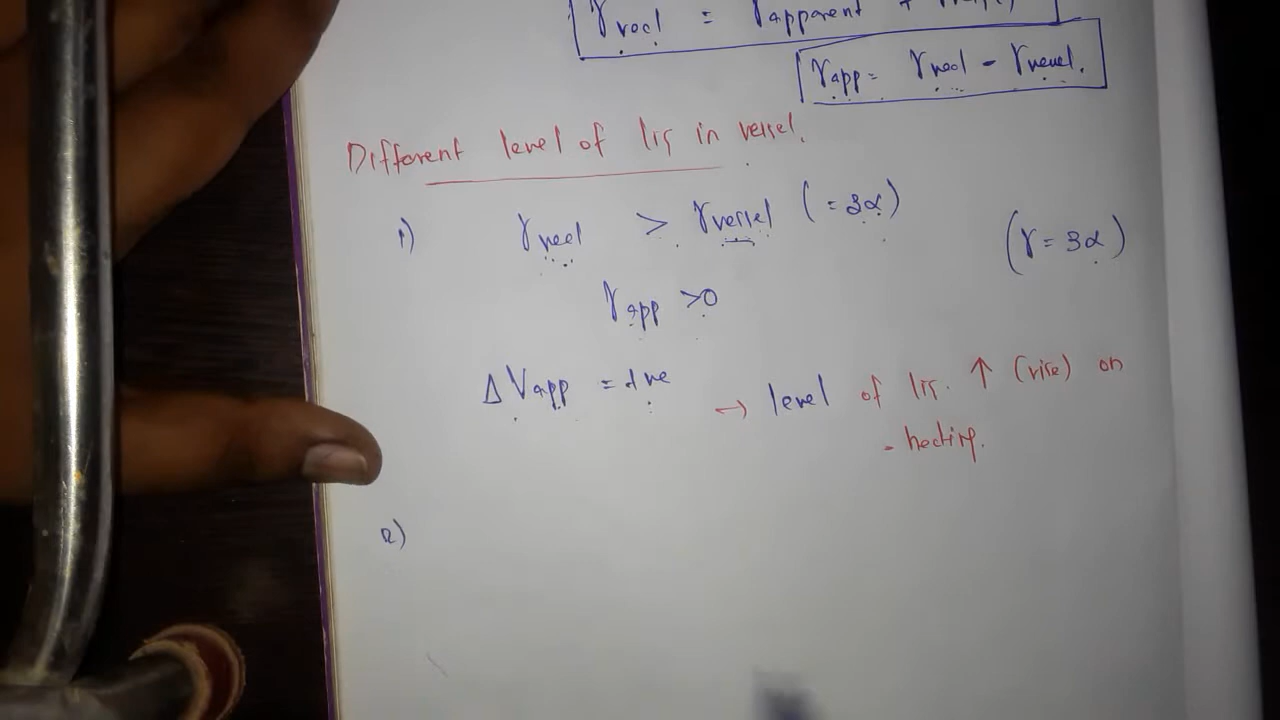 γreal = γapparent +
γapp = γreal - γvessel.
Different level of liq in vessel.
1) γreal > γvessel (= 3α) (γ = 3α)
γapp >0
ΔVapp = +ve → level of liq. ↑ (rise) on
- heating.
2)